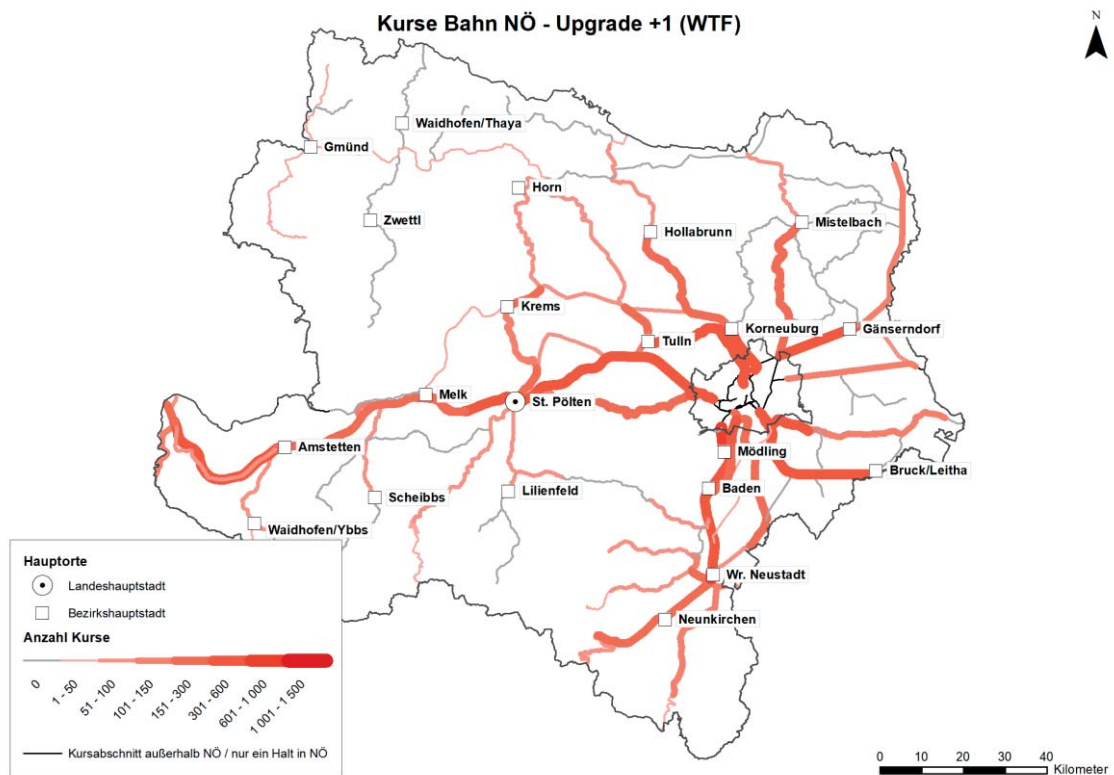 Kurse Bahn NÖ - Upgrade +1 (WTF)
N
Waidhofen/Thaya
Gmünd
Horn
Zwettl
Hollabrunn
Mistelbach
Krems
Korneuburg
Gänserndorf
Tulln
Melk
St. Pölten
Amstetten
Mödling
Bruck/Leitha
Baden
Scheibbs
Lilienfeld
Waidhofen/Ybbs
Wr. Neustadt
Neunkirchen
Hauptorte
Landeshauptstadt
Bezirkshauptstadt
Anzahl Kurse
0
1 - 50
51 - 100
101 - 150
151 - 300
301 - 600
601 - 1 000
1 001 - 1 500
Kursabschnitt außerhalb NÖ / nur ein Halt in NÖ
0 10 20 30 40
Kilometer